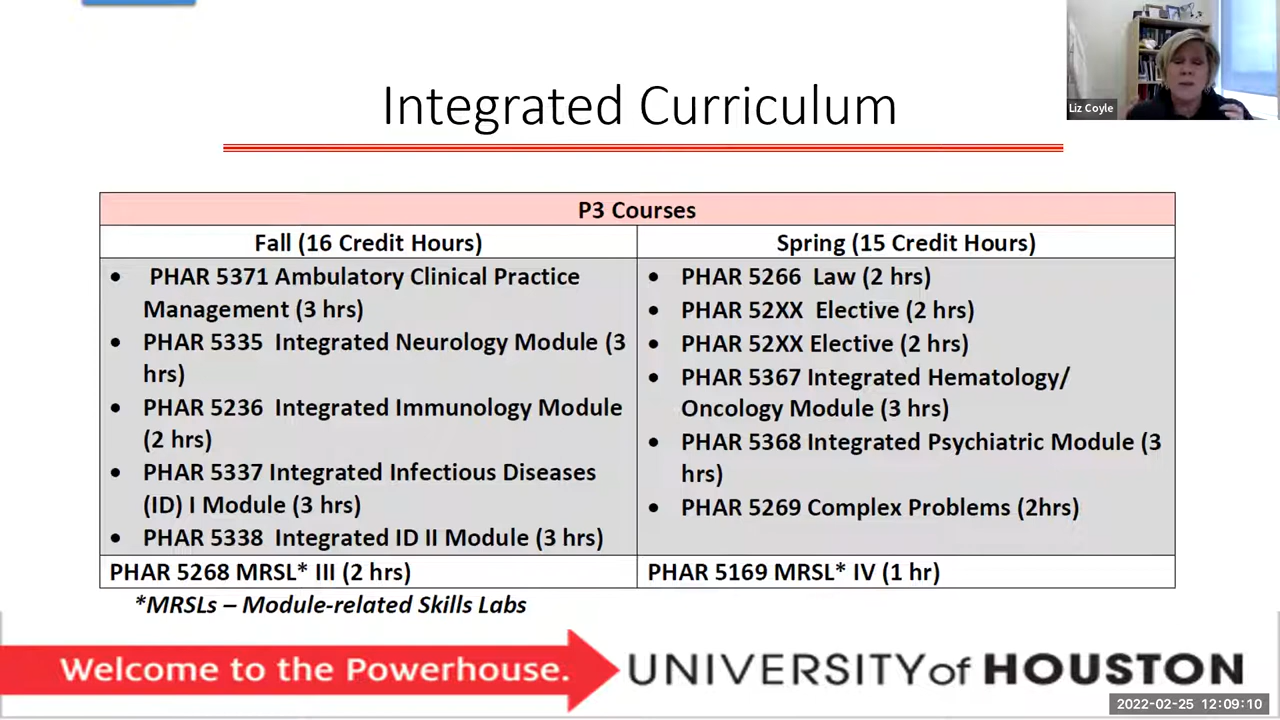 Liz Coyle
Integrated Curriculum
P3 Courses
Fall (16 Credit Hours)
• PHAR 5371 Ambulatory Clinical Practice
Management (3 hrs)
• PHAR 5335 Integrated Neurology Module (3
hrs)
• PHAR 5236 Integrated Immunology Module
(2 hrs)
• PHAR 5337 Integrated Infectious Diseases
(ID) I Module (3 hrs)
• PHAR 5338 Integrated ID II Module (3 hrs)
PHAR 5268 MRSL* III (2 hrs)
Spring (15 Credit Hours)
• PHAR 5266 Law (2 hrs)
• PHAR 52XX Elective (2 hrs)
• PHAR 52XX Elective (2 hrs)
• PHAR 5367 Integrated Hematology/
Oncology Module (3 hrs)
• PHAR 5368 Integrated Psychiatric Module (3
hrs)
• PHAR 5269 Complex Problems (2hrs)
PHAR 5169 MRSL* IV (1 hr)
*MRSLs – Module-related Skills Labs
Welcome to the Powerhouse.
UNIVERSITY of HOUSTON
2022-02-25 12:09:10